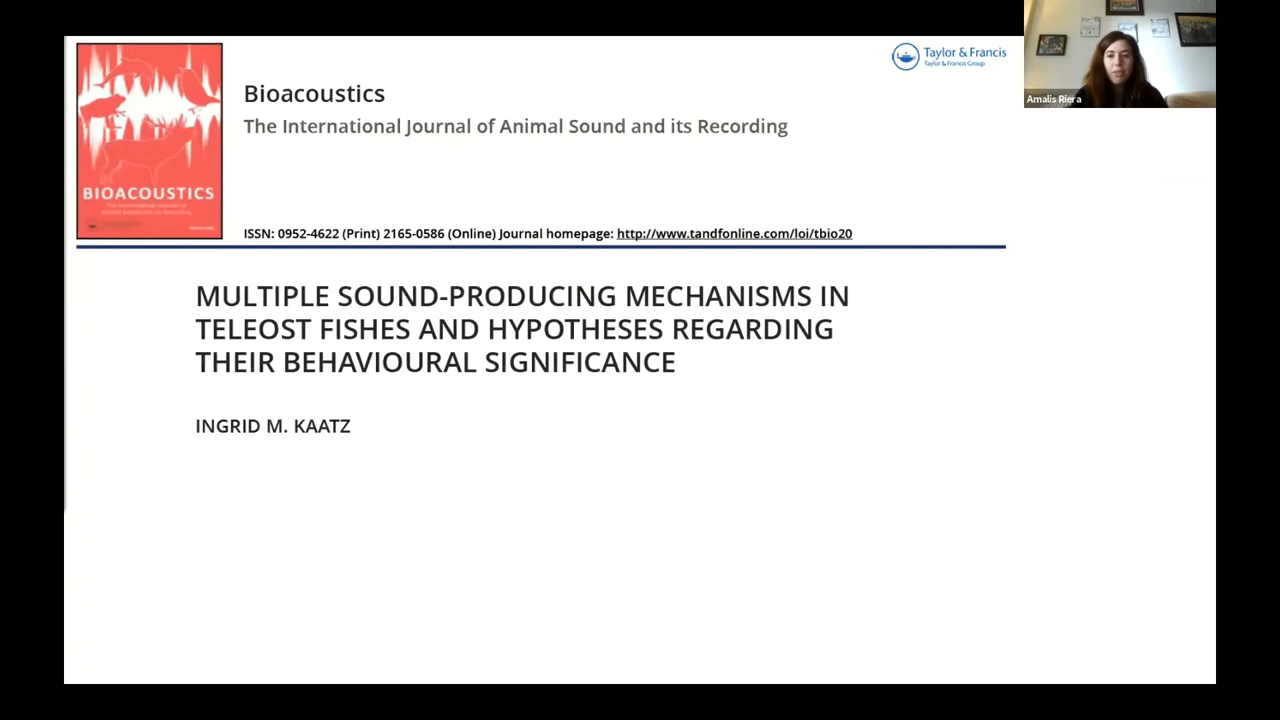 Taylor & Francis
Taylor & Francis Group
Amalis Riera
Bioacoustics
The International Journal of Animal Sound and its Recording
BIOACOUSTICS
ISSN: 0952-4622 (Print) 2165-0586 (Online) Journal homepage: http://www.tandfonline.com/loi/tbio20
MULTIPLE SOUND-PRODUCING MECHANISMS IN
TELEOST FISHES AND HYPOTHESES REGARDING
THEIR BEHAVIOURAL SIGNIFICANCE
INGRID M. KAATZ